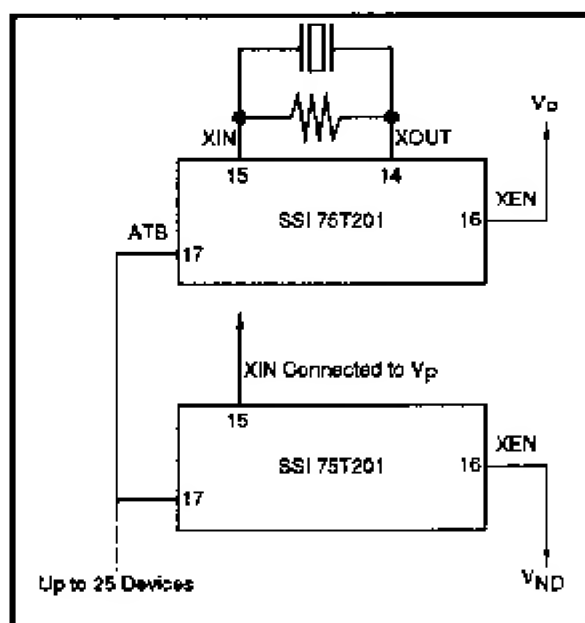 XIN
XOUT
15
14
Vp
SSI 75T201
XEN
16
ATB
17
XIN Connected to Vp
15
SSI 75T201
XEN
16
17
Up to 25 Devices
VND